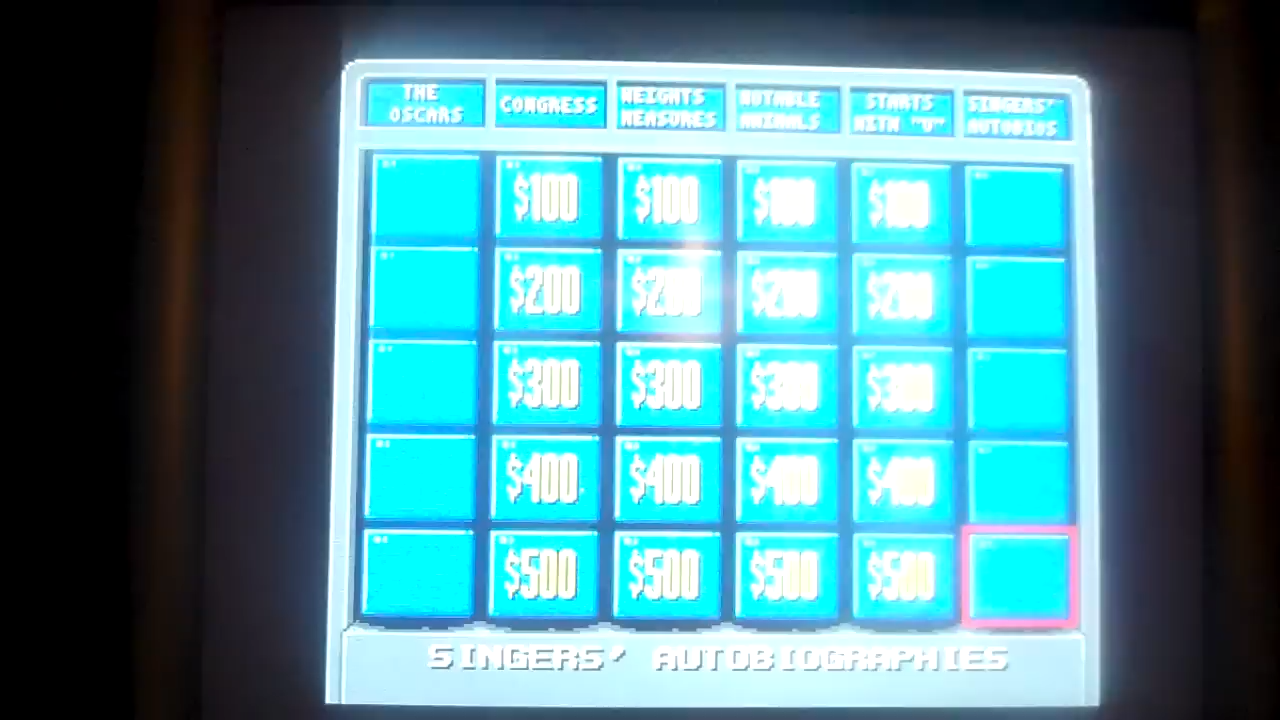 THE OSCARS
CONGRESS
WEIGHTS MEASURES
NOTABLE ANIMALS
STARTS WITH "U"
SINGERS' AUTOBIOS
$100 $100 $100 $100
$200 $200 $200 $200
$300 $300 $300 $300
$400 $400 $400 $400
$500 $500 $500 $500
SINGERS' AUTOBIOGRAPHIES